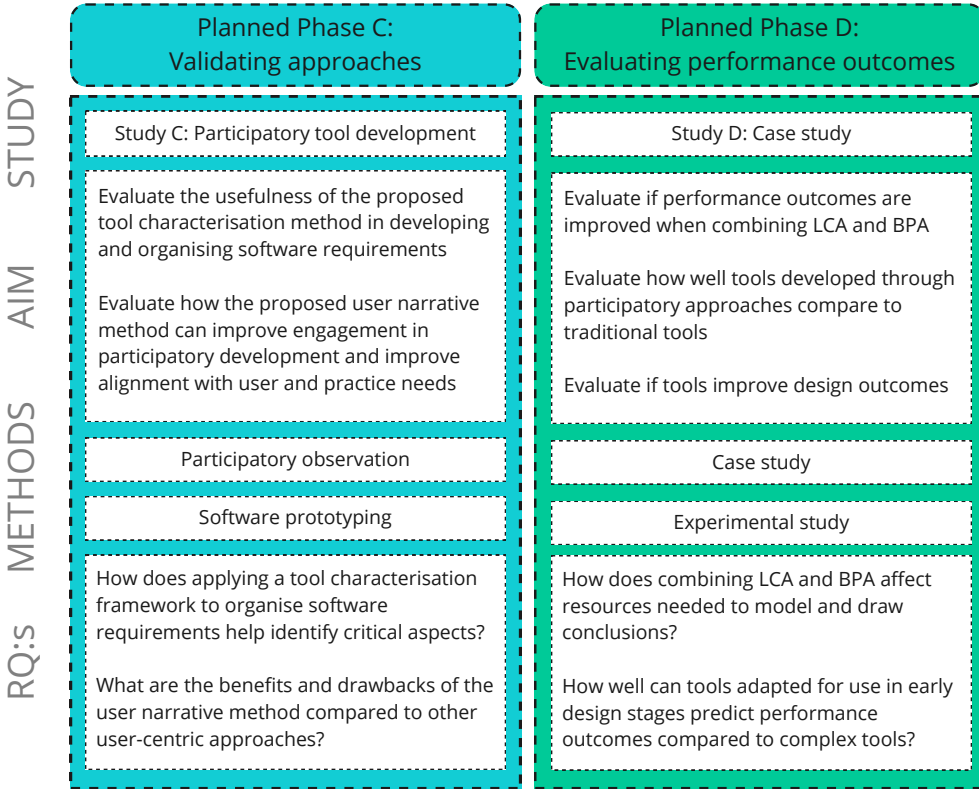 Planned Phase C:
Validating approaches
Planned Phase D:
Evaluating performance outcomes
STUDY
Study C: Participatory tool development
Study D: Case study
AIM
Evaluate the usefulness of the proposed
tool characterisation method in developing
and organising software requirements
Evaluate how the proposed user narrative
method can improve engagement in
participatory development and improve
alignment with user and practice needs
Evaluate if performance outcomes are
improved when combining LCA and BPA
Evaluate how well tools developed through
participatory approaches compare to
traditional tools
Evaluate if tools improve design outcomes
METHODS
Participatory observation
Case study
Software prototyping
Experimental study
RQ:s
How does applying a tool characterisation
framework to organise software
requirements help identify critical aspects?
What are the benefits and drawbacks of the
user narrative method compared to other
user-centric approaches?
How does combining LCA and BPA affect
resources needed to model and draw
conclusions?
How well can tools adapted for use in early
design stages predict performance
outcomes compared to complex tools?